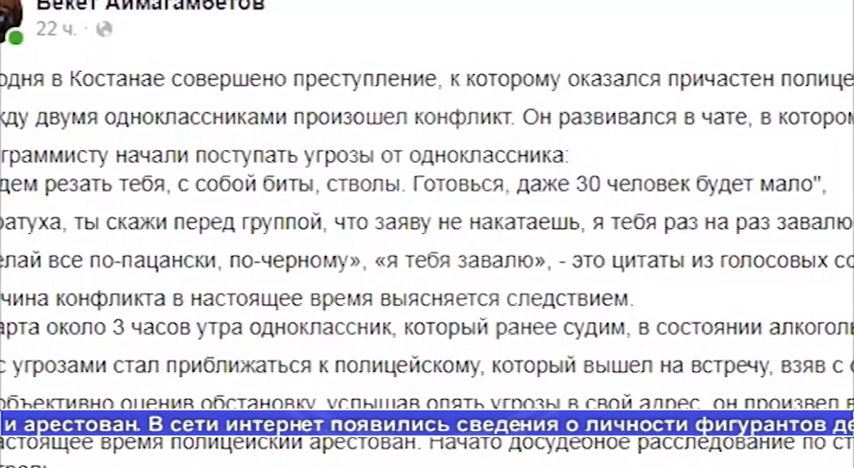 Бекет Аймагамбетов
22 ч.
одня в Костанае совершено преступление, к которому оказался причастен полице
жду двумя одноклассниками произошел конфликт. Он развивался в чате, в котором
граммисту начали поступать угрозы от одноклассника:
дем резать тебя, с собой биты, стволы. Готовься, даже 30 человек будет мало",
ратуха, ты скажи перед группой, что заяву не накатаешь, я тебя раз на раз завалю
елай все по-пацански, по-черному», «я тебя завалю», - это цитаты из голосовых со
чина конфликта в настоящее время выясняется следствием.
арта около 3 часов утра одноклассник, который ранее судим, в состоянии алкоголь
с угрозами стал приближаться к полицейскому, который вышел на встречу, взяв с с
объективно оценив обстановку, услышав опять угрозы в свой адрес, он произвел в
и арестован. В сети интернет появились сведения о личности фигурантов де
астоящее время полицейский арестован. Начато досудебное расследование по ст